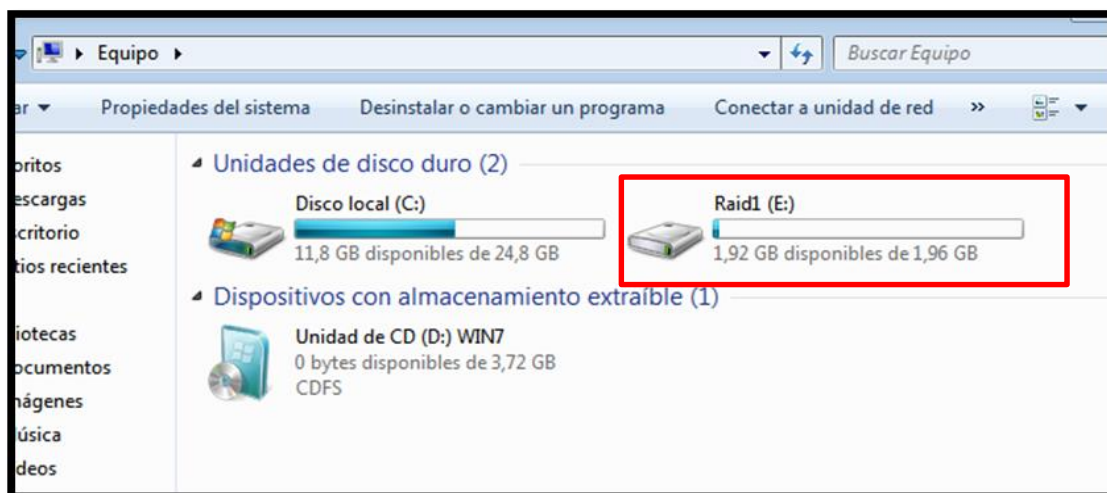 Equipo
Buscar Equipo
Propiedades del sistema Desinstalar o cambiar un programa Conectar a unidad de red »
Unidades de disco duro (2)
Disco local (C:)
11,8 GB disponibles de 24,8 GB
Raid1 (E:)
1,92 GB disponibles de 1,96 GB
Dispositivos con almacenamiento extraíble (1)
Unidad de CD (D:) WIN7
0 bytes disponibles de 3,72 GB
CDFS